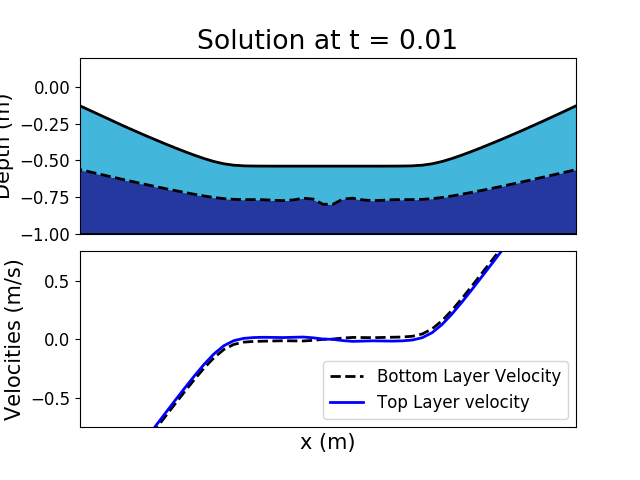 Solution at t = 0.01
Depth (m)
0.00
−0.25
−0.50
−0.75
−1.00
Velocities (m/s)
0.5
0.0
−0.5
Bottom Layer Velocity
Top Layer velocity
x (m)